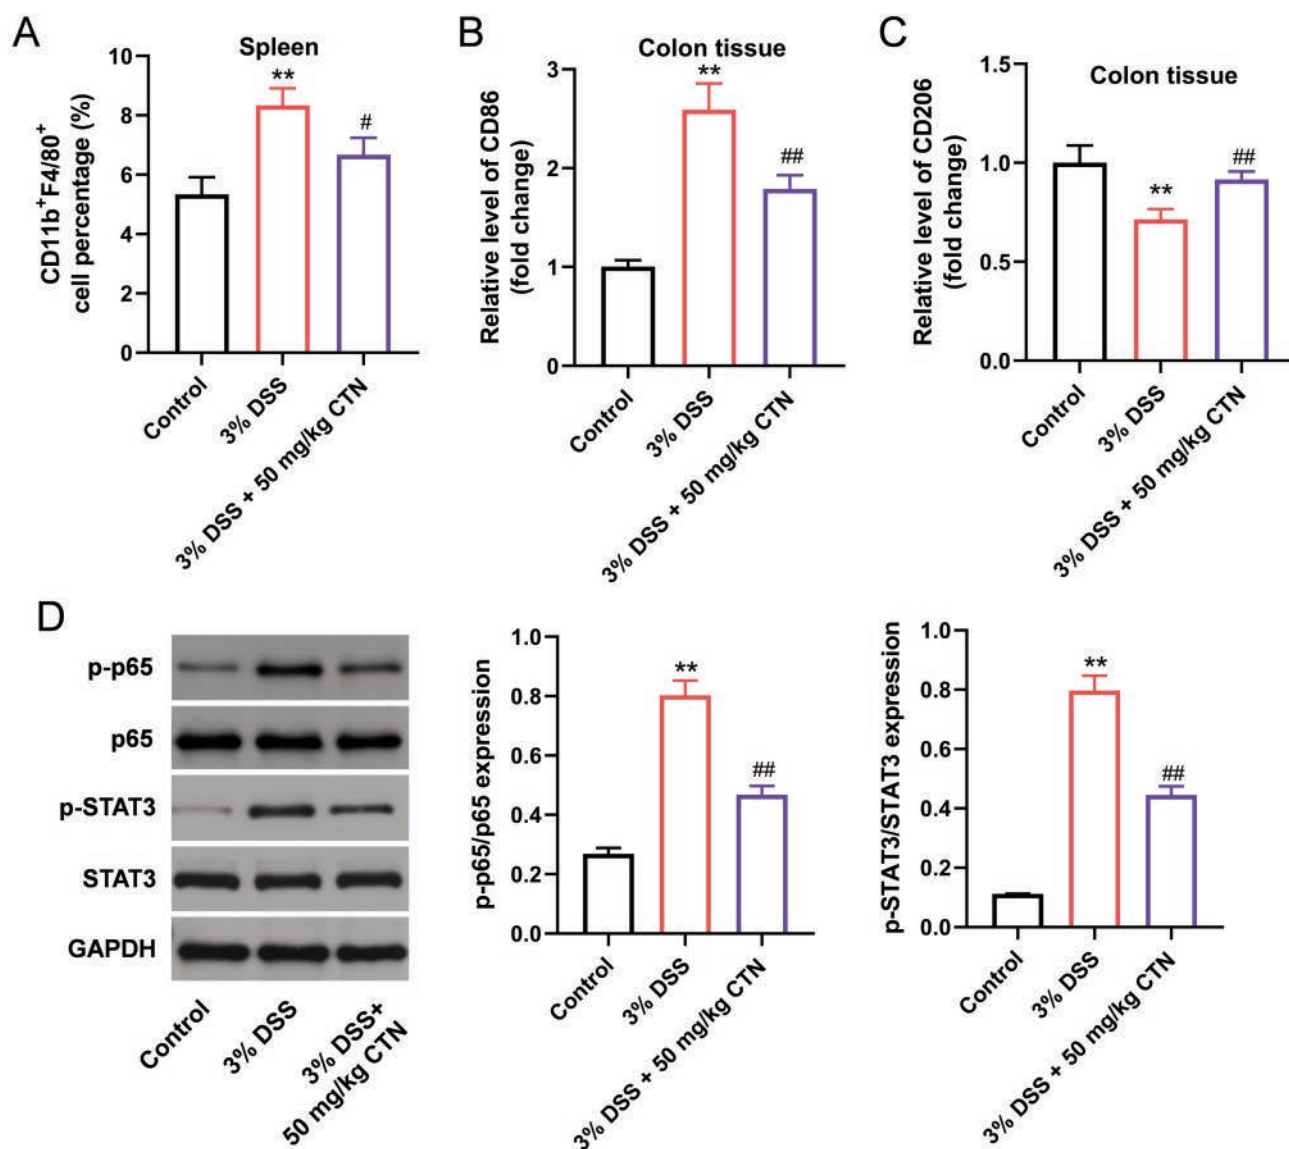 A
Spleen
CD11b⁺F4/80⁺
cell percentage (%)
10
8
6
4
2
0
**
#
Control
3% DSS
3% DSS + 50 mg/kg CTN
B
Colon tissue
Relative level of CD86
(fold change)
3
2
1
0
**
##
Control
3% DSS
3% DSS + 50 mg/kg CTN
C
Colon tissue
Relative level of CD206
(fold change)
1.5
1.0
0.5
0.0
**
##
Control
3% DSS
3% DSS + 50 mg/kg CTN
D
p-p65
p65
p-STAT3
STAT3
GAPDH
Control
3% DSS
3% DSS+
50 mg/kg CTN
p-p65/p65 expression
1.0
0.8
0.6
0.4
0.2
0.0
**
##
Control
3% DSS
3% DSS + 50 mg/kg CTN
p-STAT3/STAT3 expression
1.0
0.8
0.6
0.4
0.2
0.0
**
##
Control
3% DSS
3% DSS + 50 mg/kg CTN